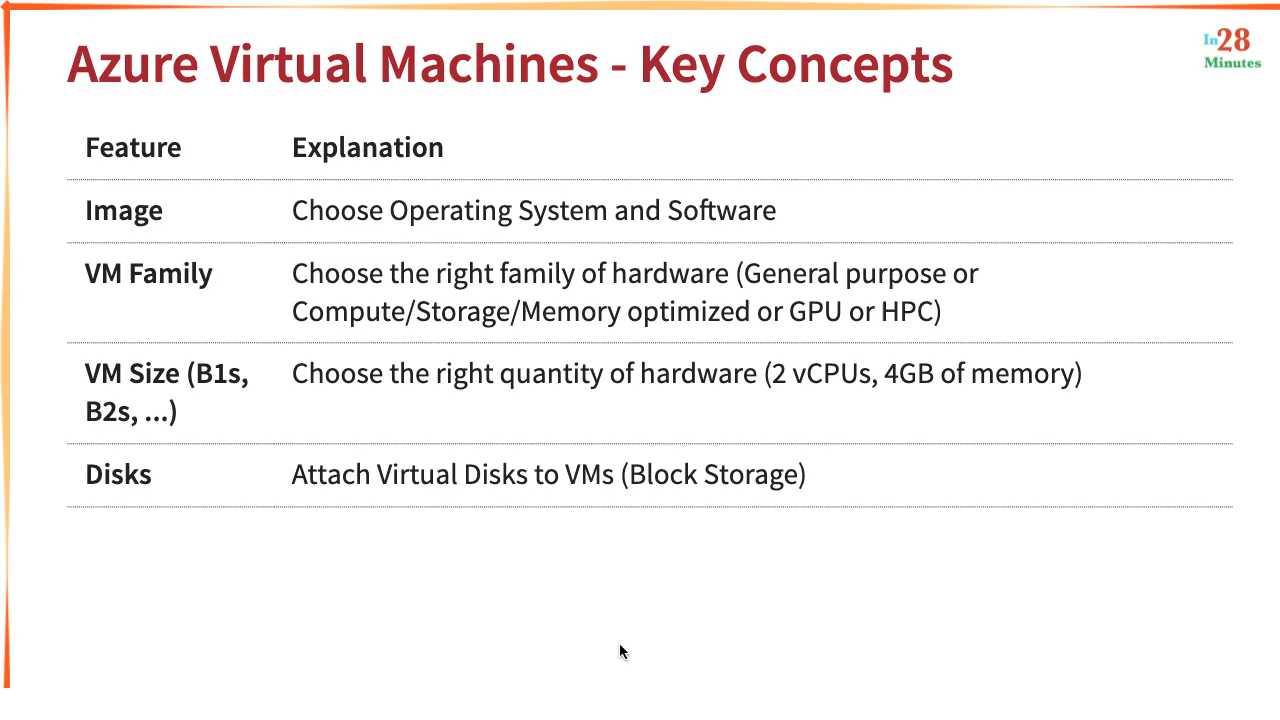 Azure Virtual Machines - Key Concepts
In28
Minutes
Feature Explanation
Image Choose Operating System and Software
VM Family Choose the right family of hardware (General purpose or
Compute/Storage/Memory optimized or GPU or HPC)
VM Size (B1s, Choose the right quantity of hardware (2 vCPUs, 4GB of memory)
B2s, ...)
Disks Attach Virtual Disks to VMs (Block Storage)